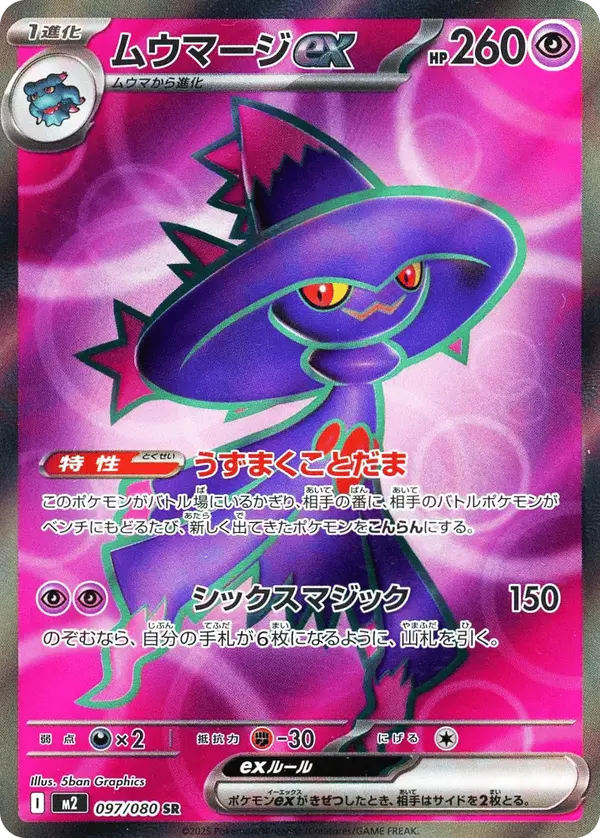 1進化
ムウマージex
HP260
ムウマから進化
特性 とくせい うずまくことだま
このポケモンがバトル場にいるかぎり、相手の番に、相手のバトルポケモンが
ベンチにもどるたび、新しく出てきたポケモンをこんらんにする。
シックスマジック 150
のぞむなら、自分の手札が6枚になるように、山札を引く。
弱点 ×2 抵抗力 -30 にげる
exルール
ポケモンexがきぜつしたとき、相手はサイドを2枚とる。
Illus. 5ban Graphics
I m2 097/080 SR
©2025 Pokémon/Nintendo/Creatures/GAME FREAK.